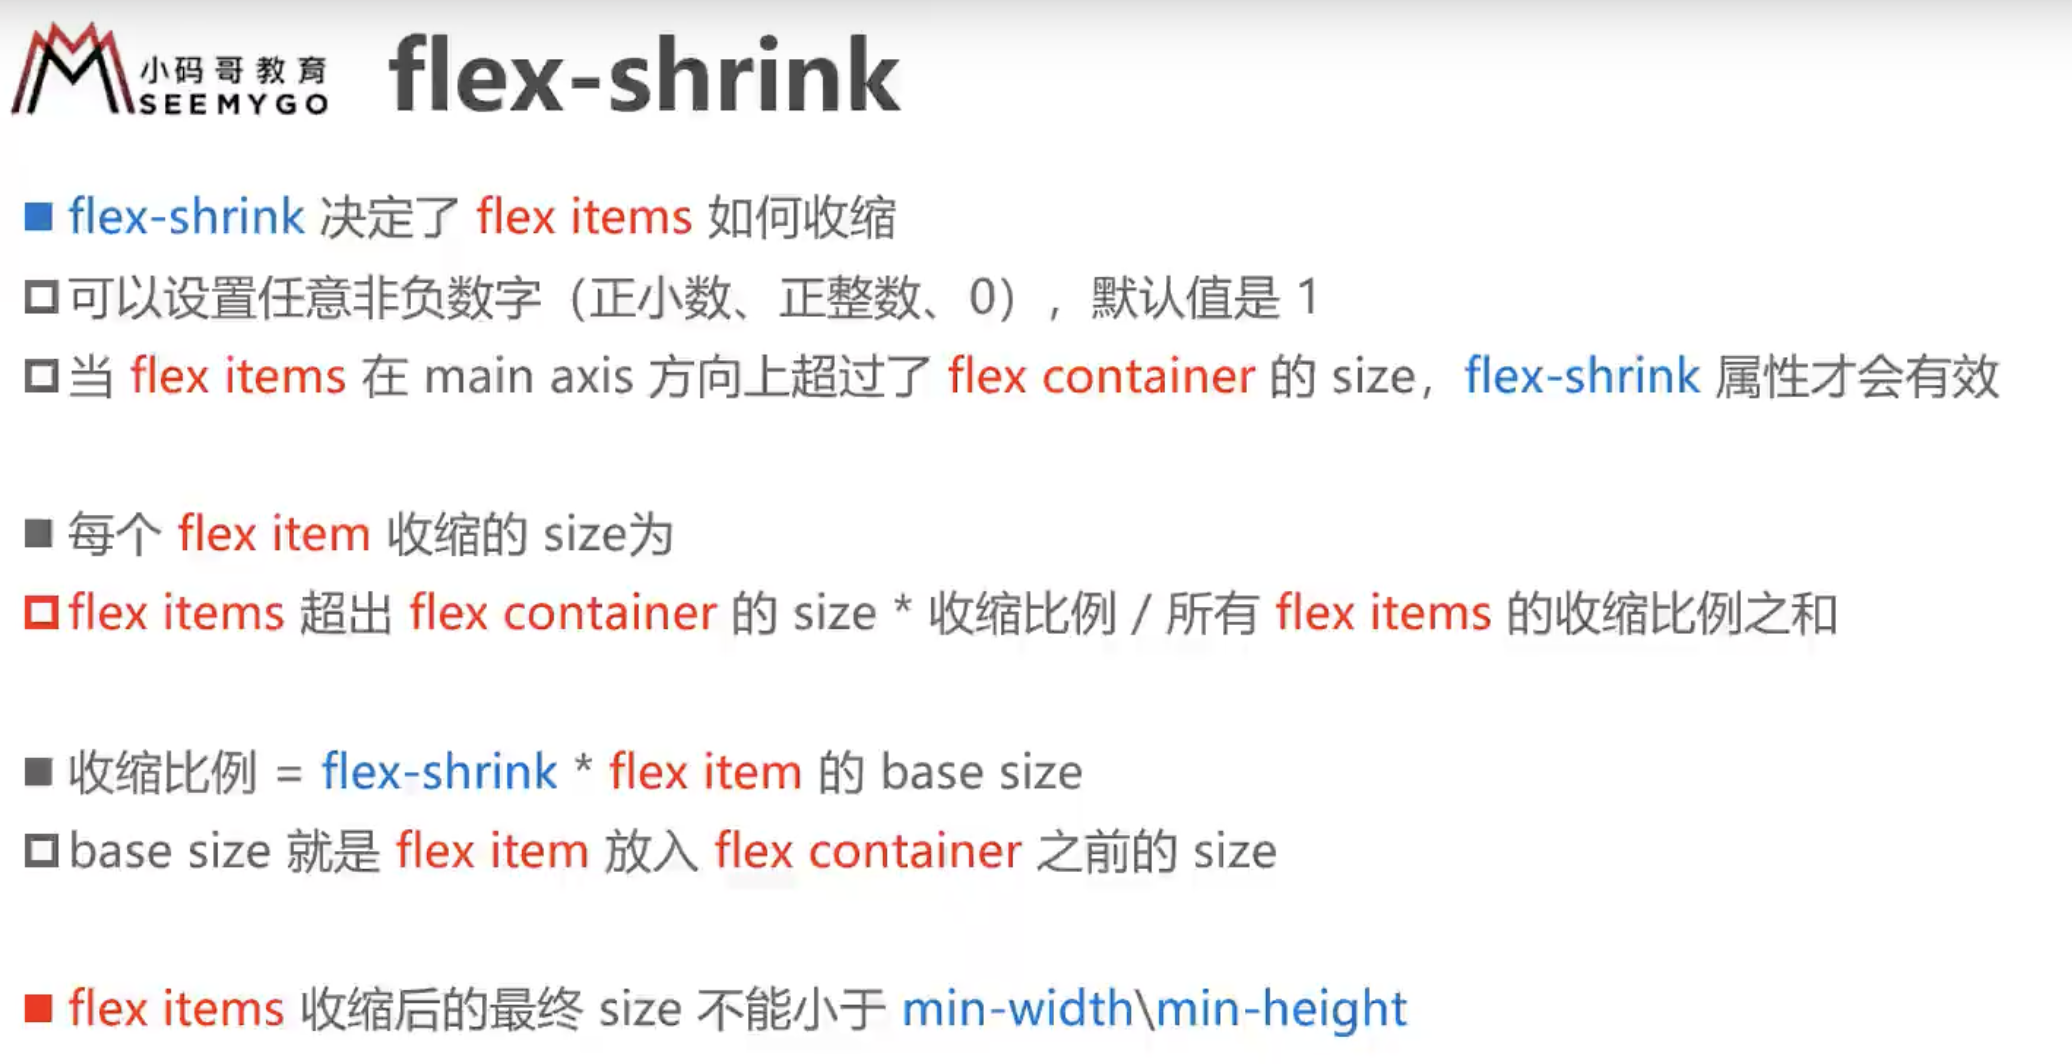 小码哥教育
SEEMYGO
flex-shrink
flex-shrink 决定了 flex items 如何收缩
可以设置任意非负数字（正小数、正整数、0），默认值是 1
当 flex items 在 main axis 方向上超过了 flex container 的 size，flex-shrink 属性才会有效
每个 flex item 收缩的 size为
flex items 超出 flex container 的 size * 收缩比例 / 所有 flex items 的收缩比例之和
收缩比例 = flex-shrink * flex item 的 base size
base size 就是 flex item 放入 flex container 之前的 size
flex items 收缩后的最终 size 不能小于 min-width\min-height